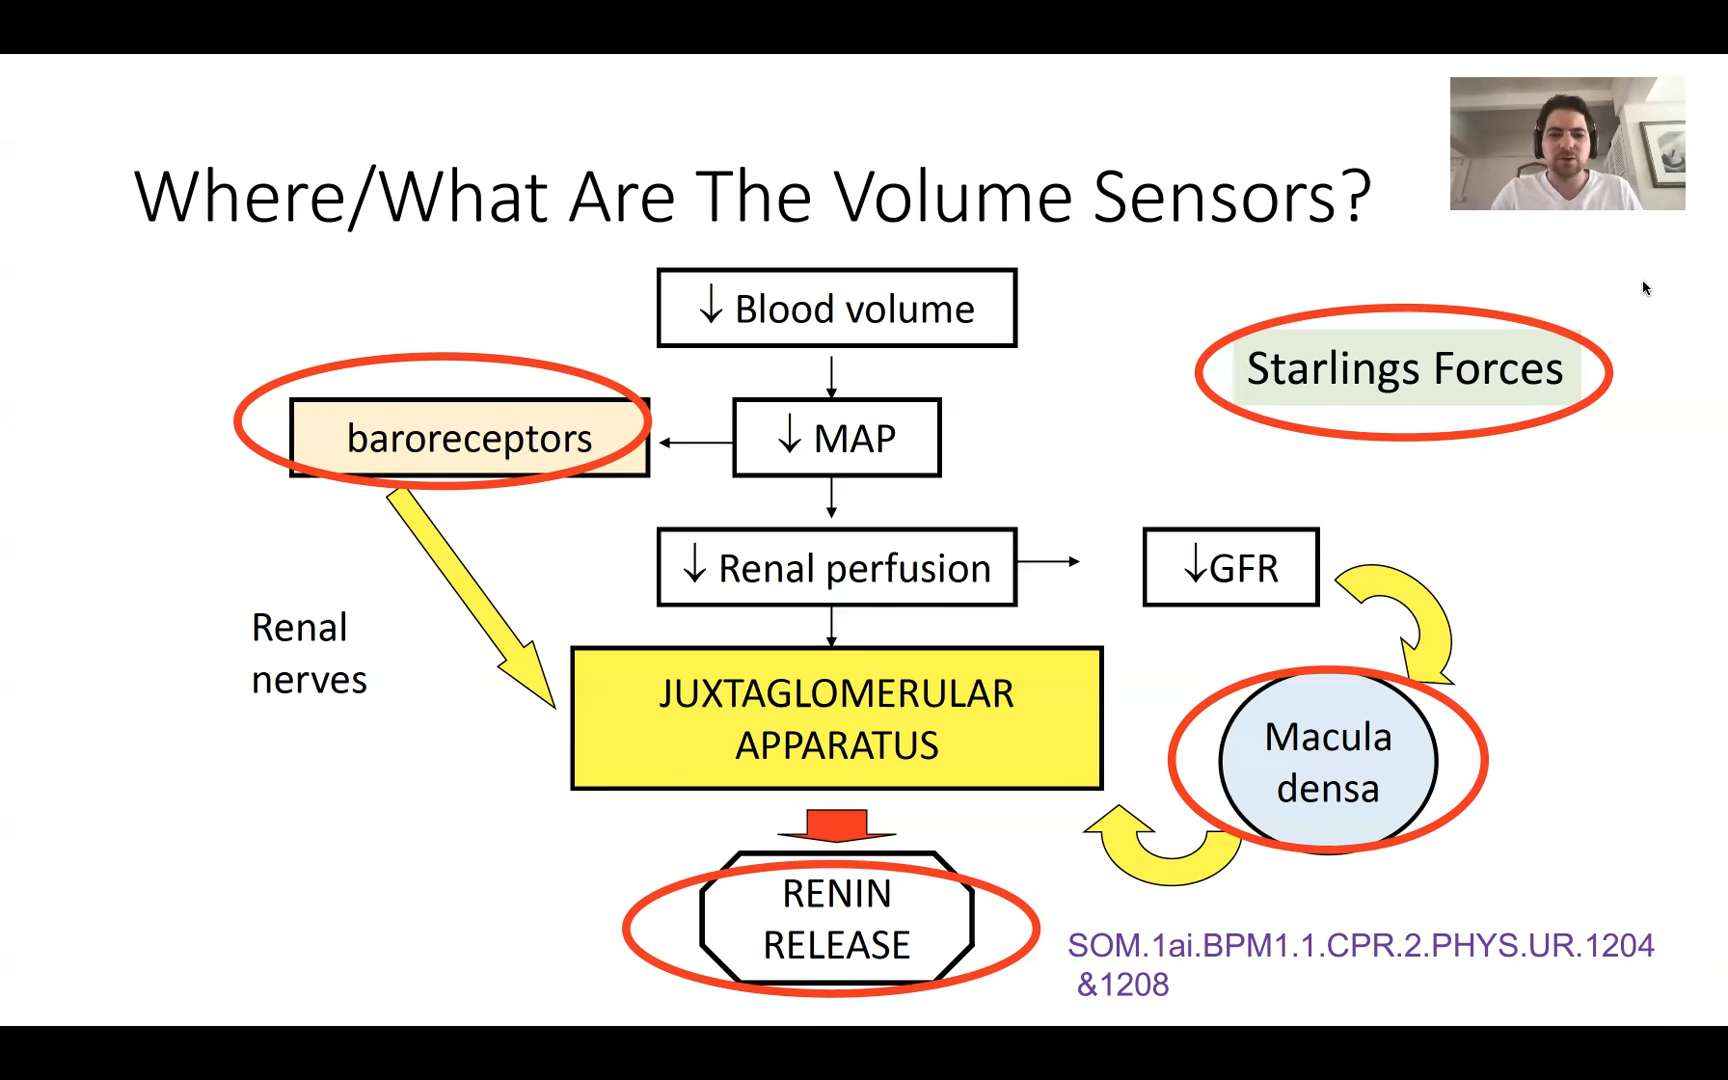 Where/What Are The Volume Sensors?
↓ Blood volume
Starlings Forces
baroreceptors
↓ MAP
↓ Renal perfusion
↓GFR
Renal
nerves
JUXTAGLOMERULAR
APPARATUS
Macula
densa
RENIN
RELEASE
SOM.1ai.BPM1.1.CPR.2.PHYS.UR.1204
&1208